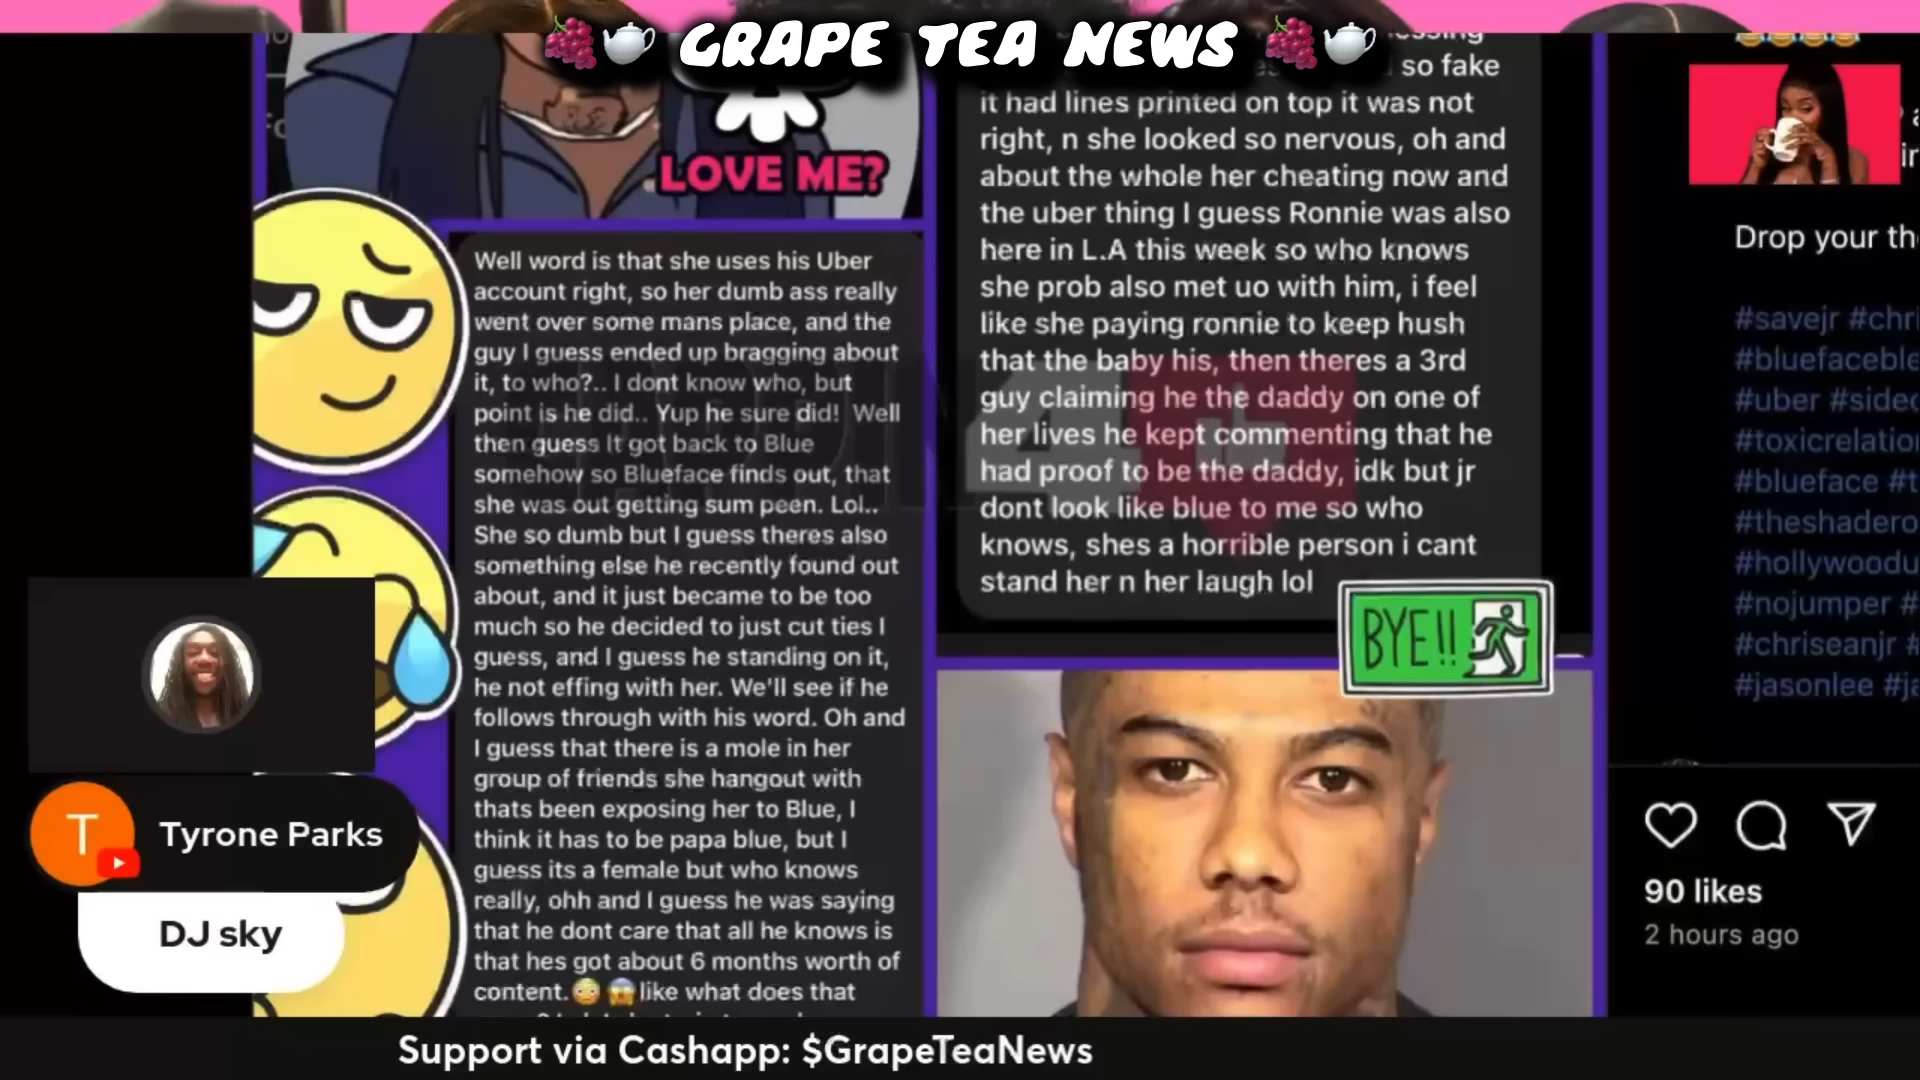 GRAPE TEA NEWS
LOVE ME?
Well word is that she uses his Uber
account right, so her dumb ass really
went over some mans place, and the
guy I guess ended up bragging about
it, to who?.. I dont know who, but
point is he did.. Yup he sure did! Well
then guess It got back to Blue
somehow so Blueface finds out, that
she was out getting sum peen. Lol..
She so dumb but I guess theres also
something else he recently found out
about, and it just became to be too
much so he decided to just cut ties I
guess, and I guess he standing on it,
he not effing with her. We'll see if he
follows through with his word. Oh and
I guess that there is a mole in her
group of friends she hangout with
thats been exposing her to Blue, I
think it has to be papa blue, but I
guess its a female but who knows
really, ohh and I guess he was saying
that he dont care that all he knows is
that hes got about 6 months worth of
content.😳 😱 like what does that
so fake
it had lines printed on top it was not
right, n she looked so nervous, oh and
about the whole her cheating now and
the uber thing I guess Ronnie was also
here in L.A this week so who knows
she prob also met uo with him, i feel
like she paying ronnie to keep hush
that the baby his, then theres a 3rd
guy claiming he the daddy on one of
her lives he kept commenting that he
had proof to be the daddy, idk but jr
dont look like blue to me so who
knows, shes a horrible person i cant
stand her n her laugh lol
BYE!!
Drop your th
#savejr #chri
#bluefaceble
#uber #sided
#toxicrelatio
#blueface #t
#theshadero
#hollywoodu
#nojumper #
#chriseanjr #
#jasonlee #ja
90 likes
2 hours ago
T
Tyrone Parks
DJ sky
Support via Cashapp: $GrapeTeaNews